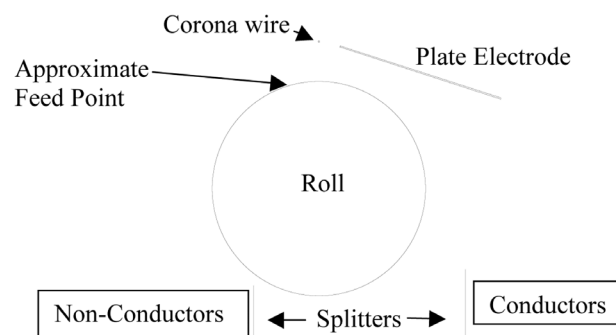 Corona wire
Plate Electrode
Approximate
Feed Point
Roll
Non-Conductors
Splitters
Conductors